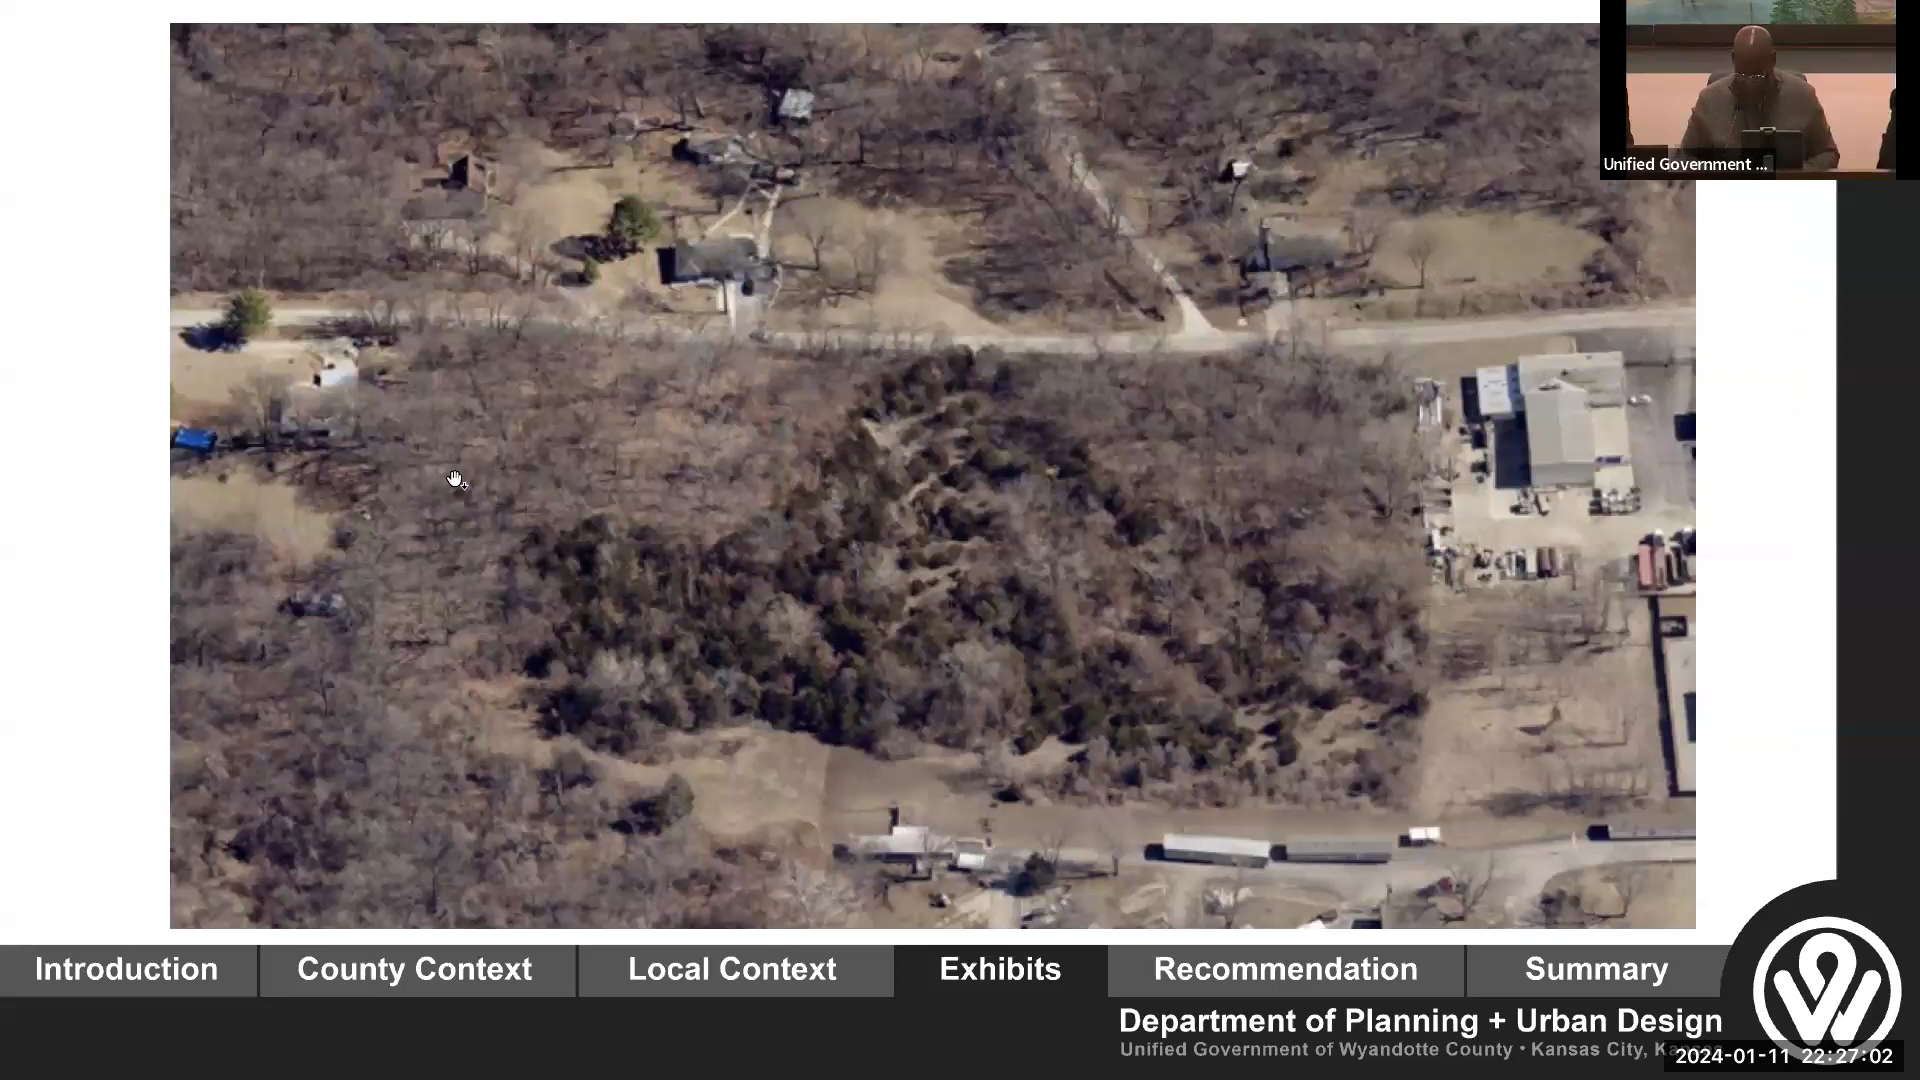 Unified Government ...
Introduction
County Context
Local Context
Exhibits
Recommendation
Summary
Department of Planning + Urban Design
Unified Government of Wyandotte County • Kansas City,
2024-01-11 22:27:02